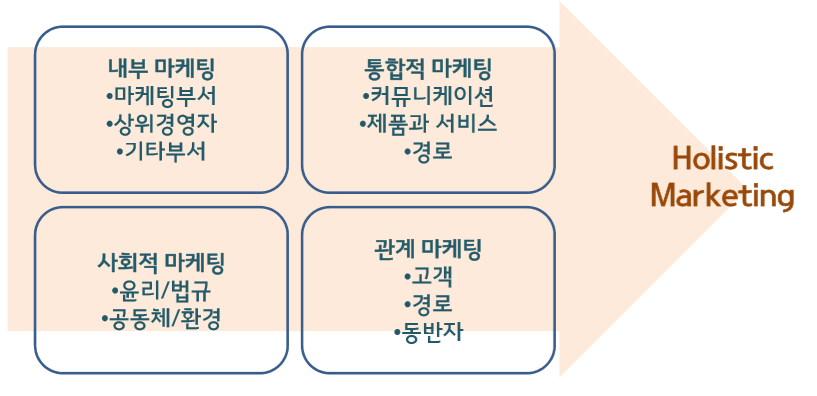 내부 마케팅
•마케팅부서
•상위경영자
•기타부서
통합적 마케팅
•커뮤니케이션
•제품과 서비스
•경로
사회적 마케팅
•윤리/법규
•공동체/환경
관계 마케팅
•고객
•경로
•동반자
Holistic
Marketing